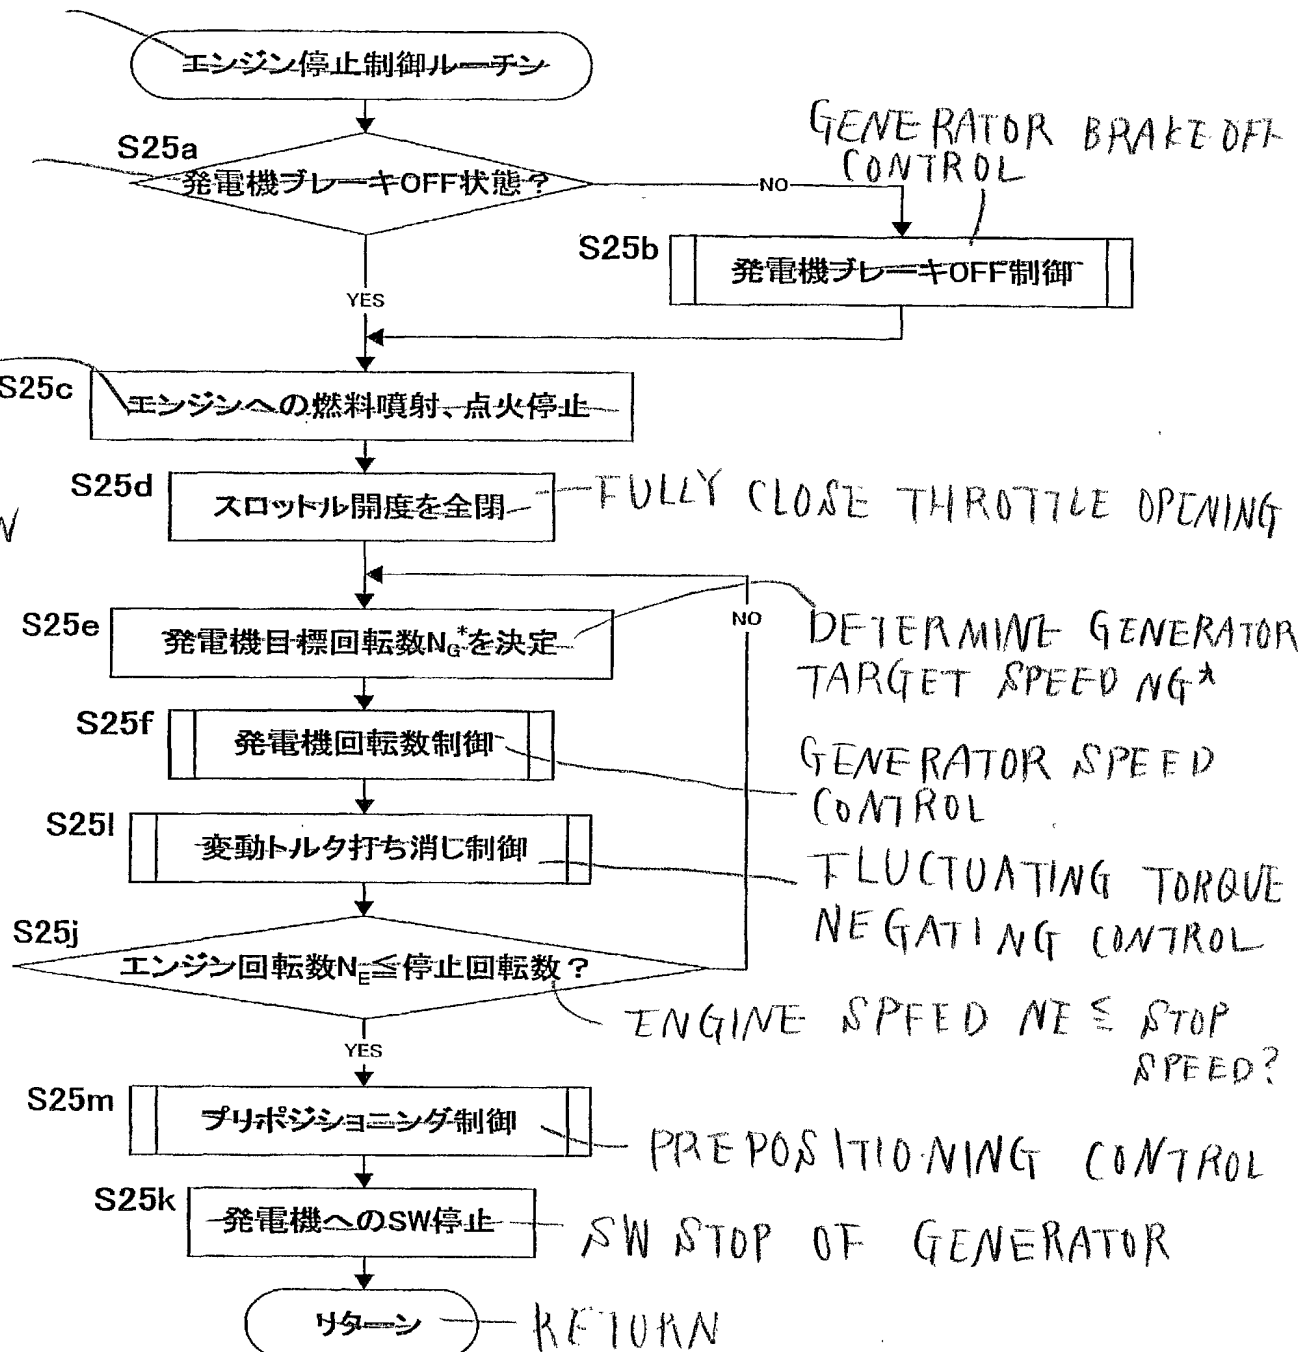 エンジン停止制御ルーチン
S25a
発電機ブレーキOFF状態？
NO
GENERATOR BRAKE OFF
CONTROL
S25b
発電機ブレーキOFF制御
YES
S25c
エンジンへの燃料噴射、点火停止
S25d
スロットル開度を全閉
FULLY CLOSE THROTTLE OPENING
N
NO
S25e
発電機目標回転数NG*を決定
DETERMINE GENERATOR
TARGET SPEED NG*
S25f
発電機回転数制御
GENERATOR SPEED
CONTROL
S25l
変動トルク打ち消し制御
FLUCTUATING TORQUE
NEGATING CONTROL
S25j
エンジン回転数NE≦停止回転数？
ENGINE SPEED NE ≦ STOP
SPEED?
YES
S25m
プリポジショニング制御
PREPOSITIONING CONTROL
S25k
発電機へのSW停止
SW STOP OF GENERATOR
リターン
RETURN